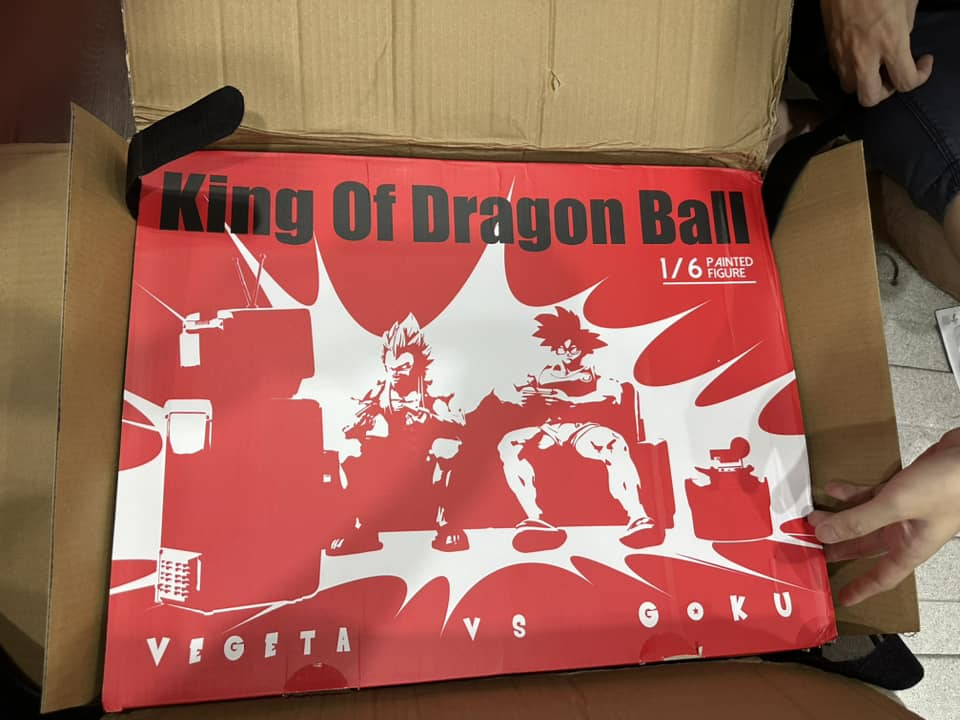 King Of Dragon Ball
1/6 PAINTED
FIGURE
VEGETA VS GOKU